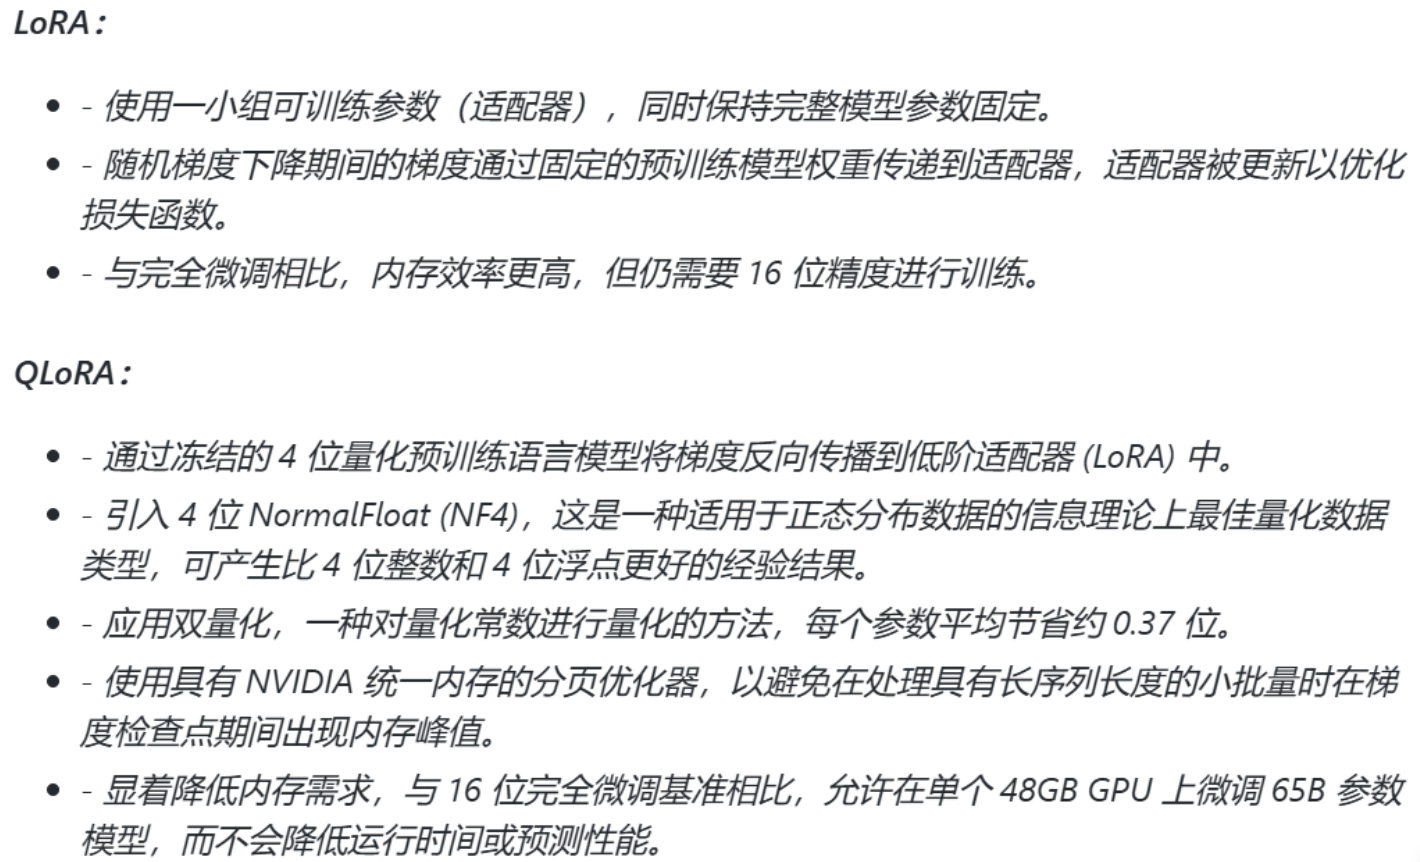 LoRA：
- 使用一小组可训练参数（适配器），同时保持完整模型参数固定。
- 随机梯度下降期间的梯度通过固定的预训练模型权重传递到适配器，适配器被更新以优化
损失函数。
- 与完全微调相比，内存效率更高，但仍需要 16 位精度进行训练。
QLoRA：
- 通过冻结的 4 位量化预训练语言模型将梯度反向传播到低阶适配器 (LoRA) 中。
- 引入 4 位 NormalFloat (NF4)，这是一种适用于正态分布数据的信息理论上最佳量化数据
类型，可产生比 4 位整数和 4 位浮点更好的经验结果。
- 应用双量化，一种对量化常数进行量化的方法，每个参数平均节省约 0.37 位。
- 使用具有 NVIDIA 统一内存的分页优化器，以避免在处理具有长序列长度的小批量时在梯
度检查点期间出现内存峰值。
- 显着降低内存需求，与 16 位完全微调基准相比，允许在单个 48GB GPU 上微调 65B 参数
模型，而不会降低运行时间或预测性能。